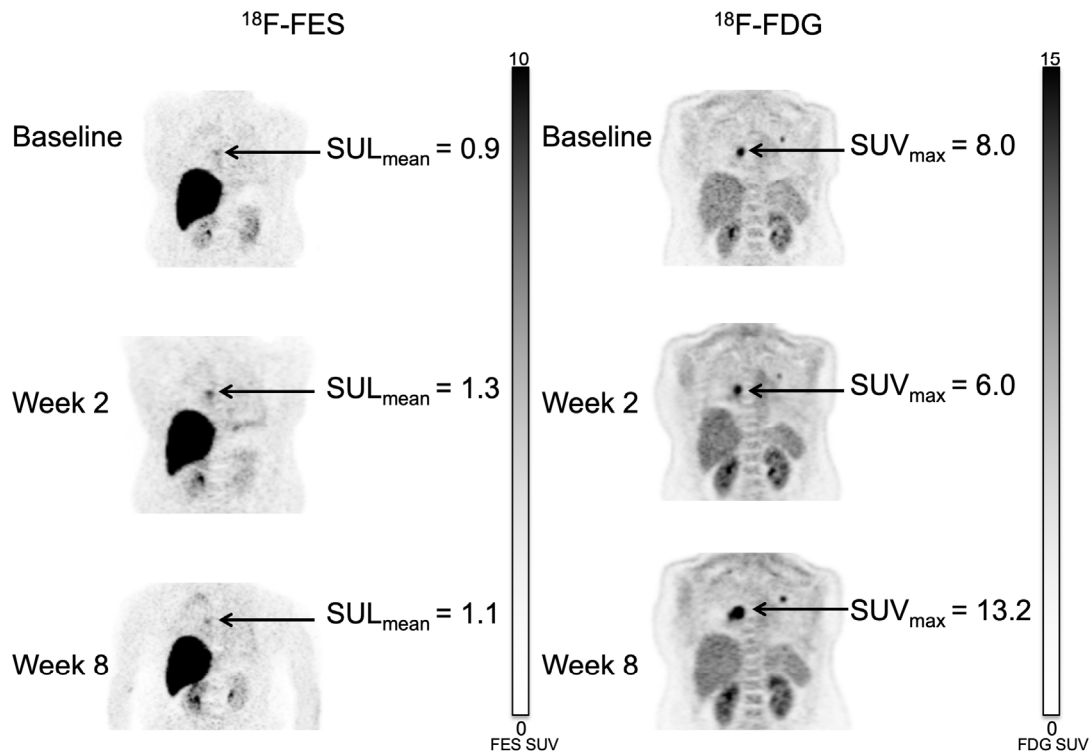 ¹⁸F-FES
¹⁸F-FDG
10
15
Baseline
SULmean = 0.9
Baseline
SUVmax = 8.0
Week 2
SULmean = 1.3
Week 2
SUVmax = 6.0
Week 8
SULmean = 1.1
Week 8
SUVmax = 13.2
0
FES SUV
0
FDG SUV